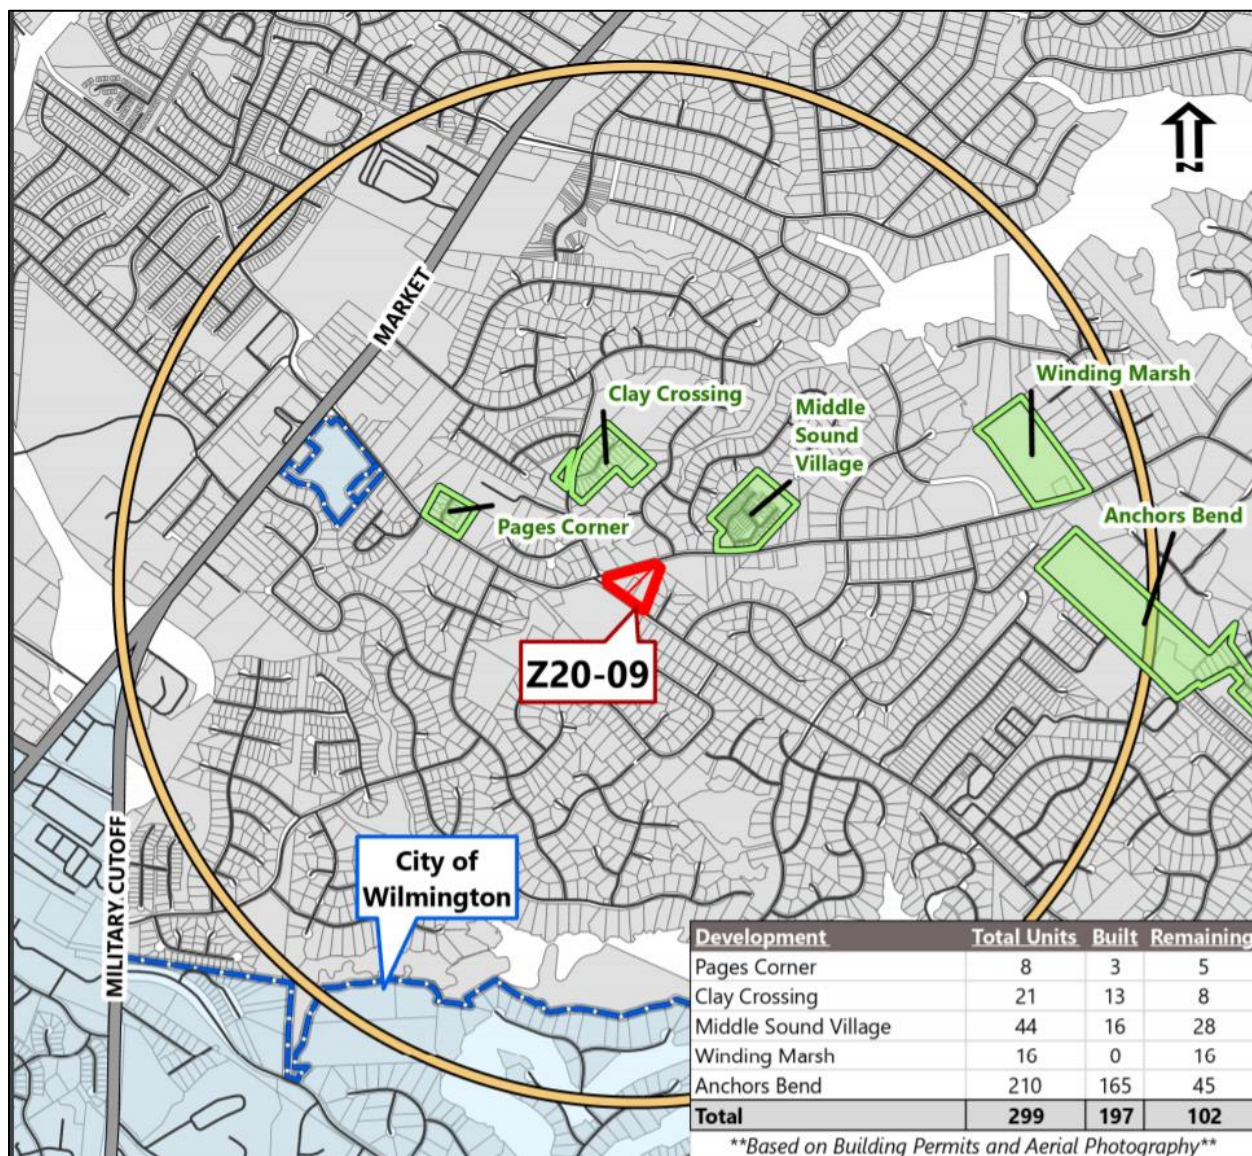 N
MARKET
Winding Marsh
Clay Crossing
Middle
Sound
Village
Anchors Bend
Pages Corner
Z20-09
City of
Wilmington
MILITARY CUTOFF
Development Total Units Built Remaining
Pages Corner 8 3 5
Clay Crossing 21 13 8
Middle Sound Village 44 16 28
Winding Marsh 16 0 16
Anchors Bend 210 165 45
Total 299 197 102
**Based on Building Permits and Aerial Photography**